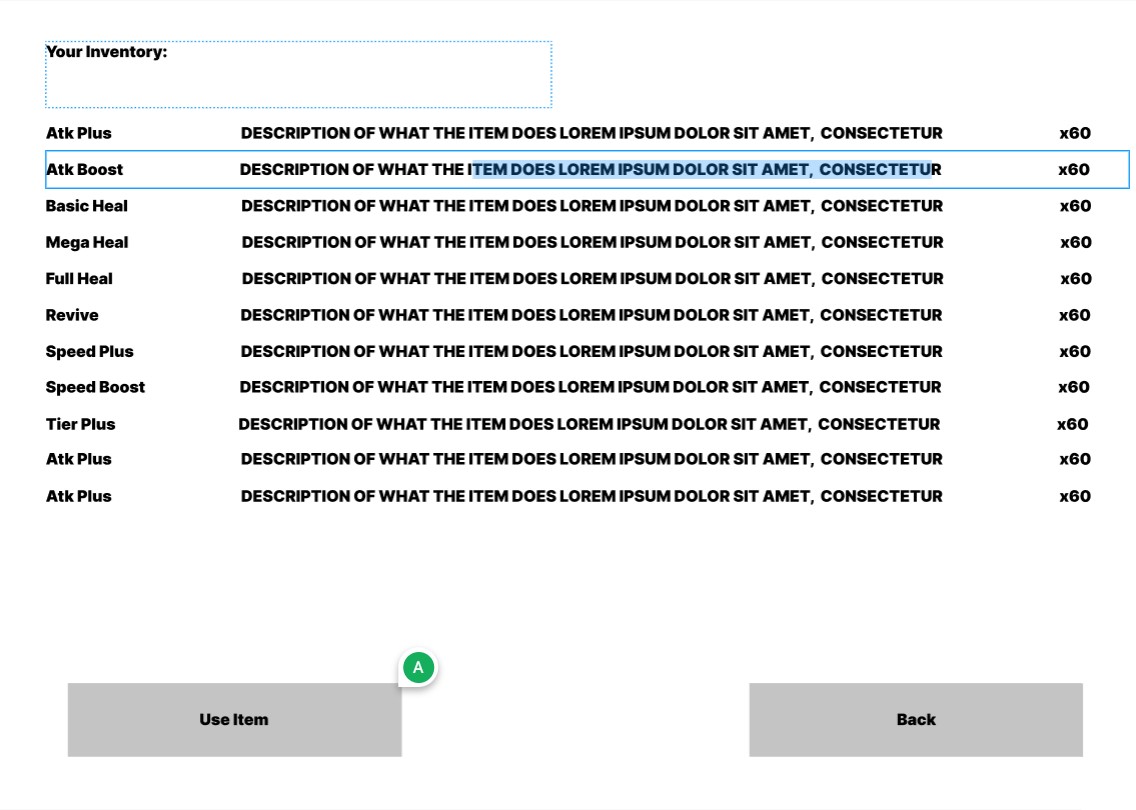 Your Inventory:
Atk Plus DESCRIPTION OF WHAT THE ITEM DOES LOREM IPSUM DOLOR SIT AMET, CONSECTETUR x60
Atk Boost DESCRIPTION OF WHAT THE ITEM DOES LOREM IPSUM DOLOR SIT AMET, CONSECTETUR x60
Basic Heal DESCRIPTION OF WHAT THE ITEM DOES LOREM IPSUM DOLOR SIT AMET, CONSECTETUR x60
Mega Heal DESCRIPTION OF WHAT THE ITEM DOES LOREM IPSUM DOLOR SIT AMET, CONSECTETUR x60
Full Heal DESCRIPTION OF WHAT THE ITEM DOES LOREM IPSUM DOLOR SIT AMET, CONSECTETUR x60
Revive DESCRIPTION OF WHAT THE ITEM DOES LOREM IPSUM DOLOR SIT AMET, CONSECTETUR x60
Speed Plus DESCRIPTION OF WHAT THE ITEM DOES LOREM IPSUM DOLOR SIT AMET, CONSECTETUR x60
Speed Boost DESCRIPTION OF WHAT THE ITEM DOES LOREM IPSUM DOLOR SIT AMET, CONSECTETUR x60
Tier Plus DESCRIPTION OF WHAT THE ITEM DOES LOREM IPSUM DOLOR SIT AMET, CONSECTETUR x60
Atk Plus DESCRIPTION OF WHAT THE ITEM DOES LOREM IPSUM DOLOR SIT AMET, CONSECTETUR x60
Atk Plus DESCRIPTION OF WHAT THE ITEM DOES LOREM IPSUM DOLOR SIT AMET, CONSECTETUR x60
A
Use Item Back